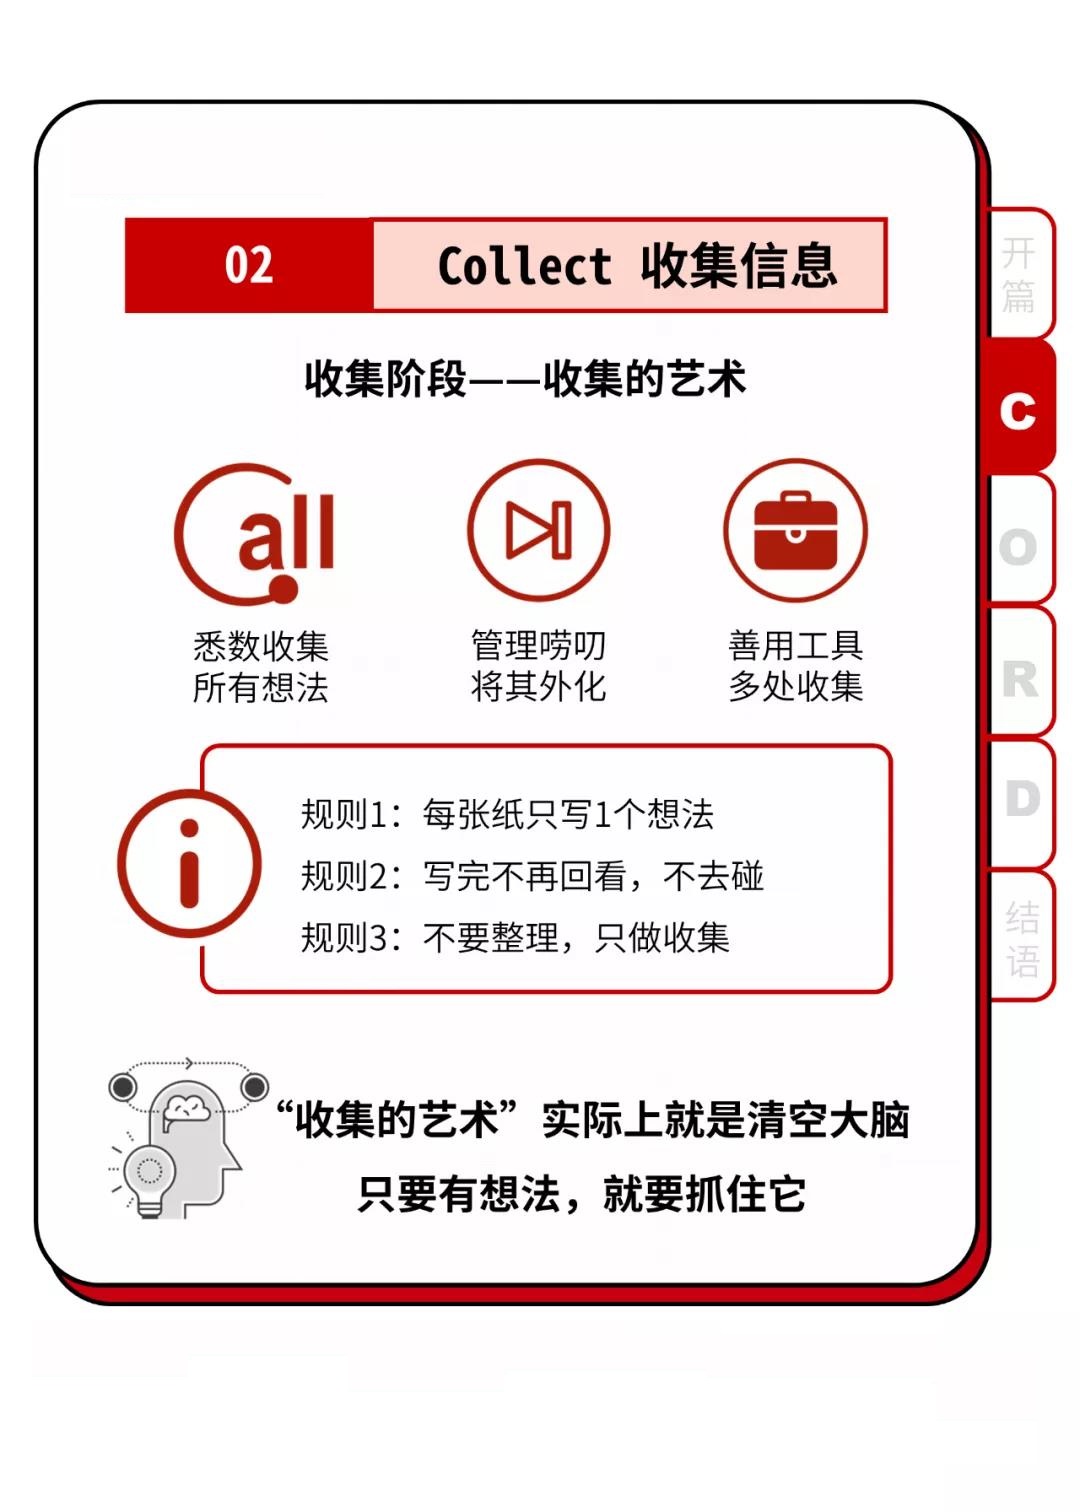 02
Collect 收集信息
收集阶段——收集的艺术
all
悉数收集
所有想法
管理唠叨
将其外化
善用工具
多处收集
i
规则1：每张纸只写1个想法
规则2：写完不再回看，不去碰
规则3：不要整理，只做收集
“收集的艺术”实际上就是清空大脑
只要有想法，就要抓住它
开
篇
C
O
R
D
结
语